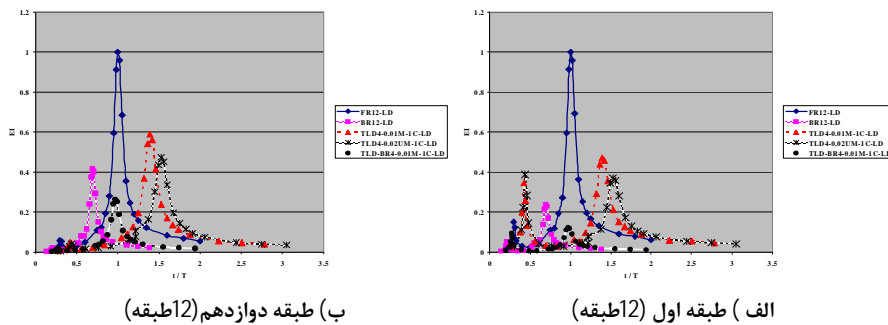 EI
1.2
1
0.8
0.6
0.4
0.2
0
0 0.5 1 1.5 2 2.5 3 3.5
t / T
FR12-LD
BR12-LD
TLD4-0.01M-1C-LD
TLD4-0.02UM-1C-LD
TLD-BR4-0.01M-1C-LD
الف ) طبقه اول (12طبقه)
EI
1.2
1
0.8
0.6
0.4
0.2
0
0 0.5 1 1.5 2 2.5 3 3.5
t / T
FR12-LD
BR12-LD
TLD4-0.01M-1C-LD
TLD4-0.02UM-1C-LD
TLD-BR4-0.01M-1C-LD
ب) طبقه دوازدهم(12طبقه)